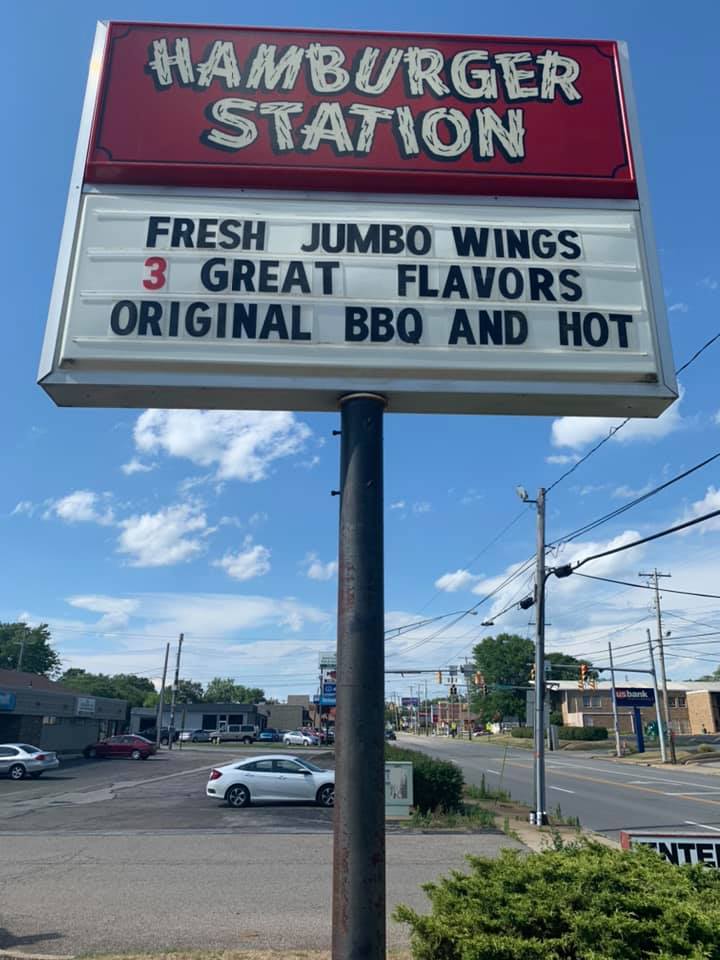 HAMBURGER
STATION
FRESH JUMBO WINGS
3 GREAT FLAVORS
ORIGINAL BBQ AND HOT
usbank